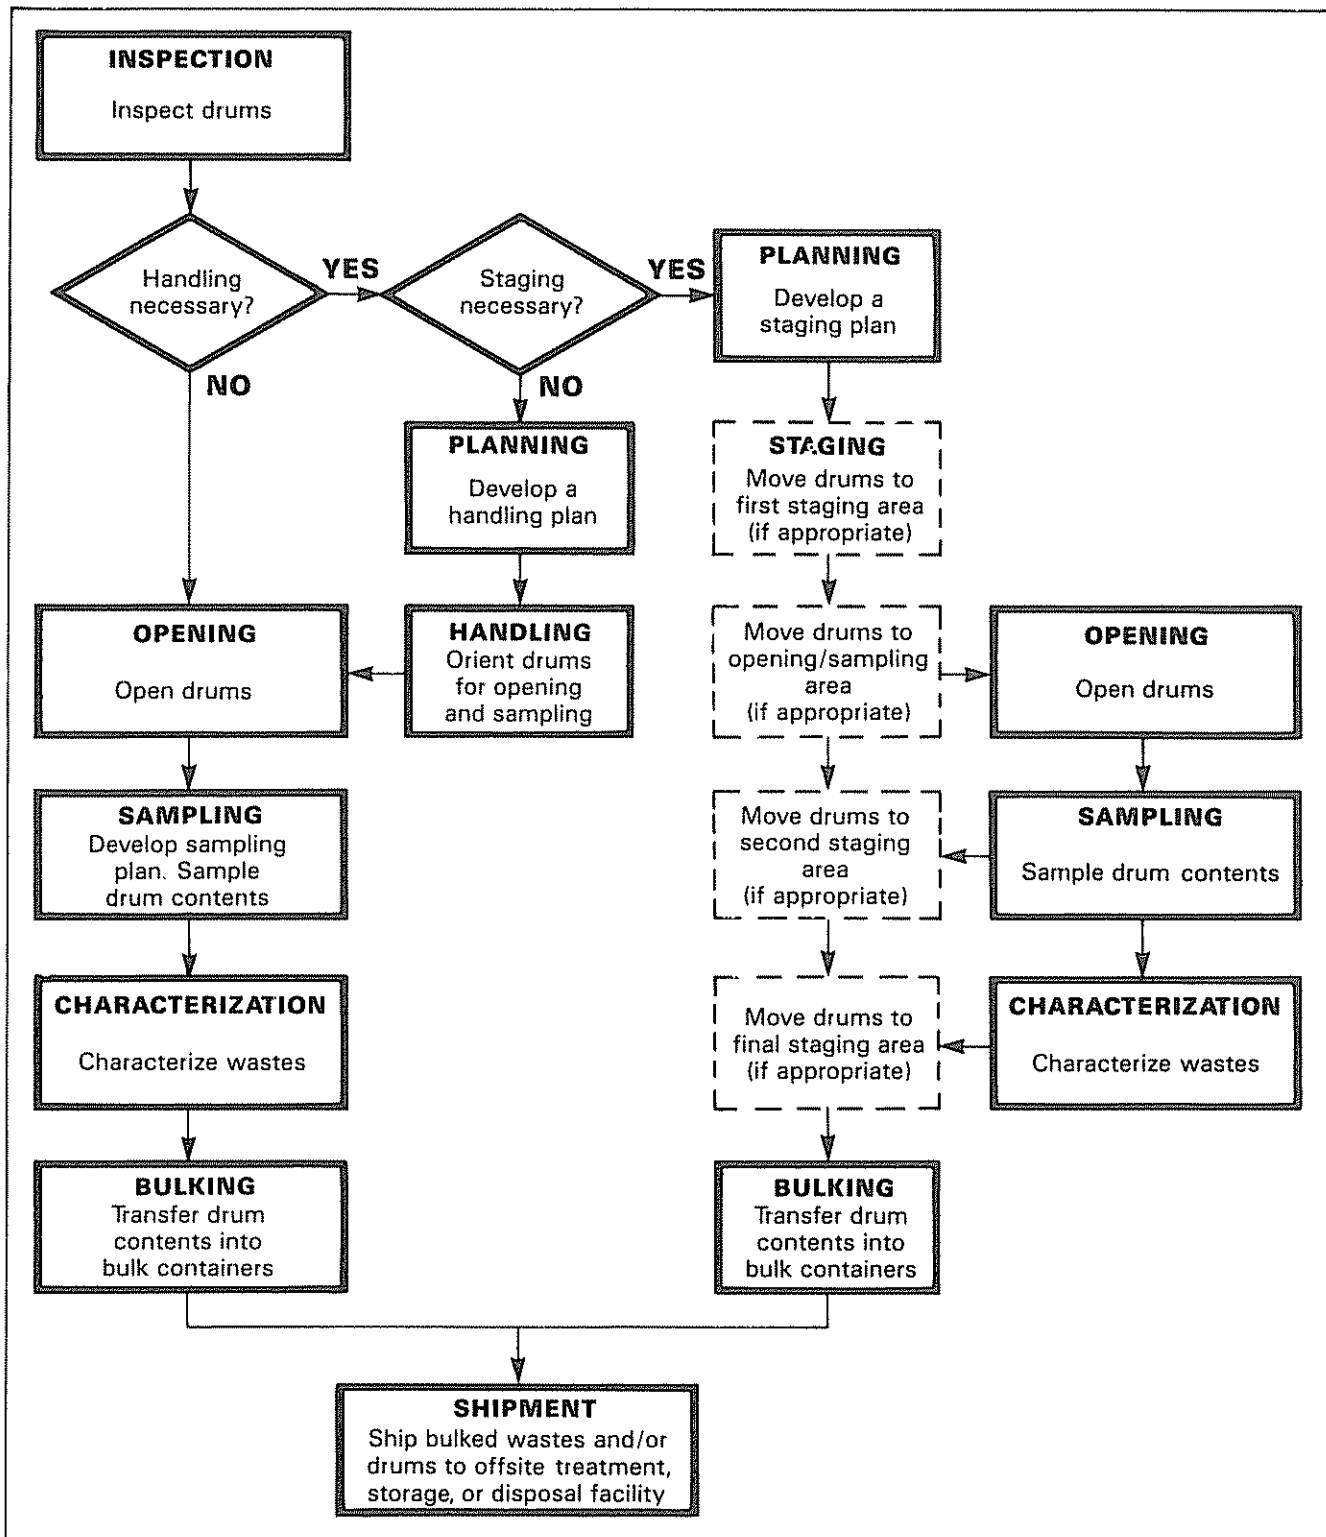 INSPECTION
Inspect drums
Handling
necessary?
YES
NO
Staging
necessary?
YES
NO
PLANNING
Develop a
staging plan
PLANNING
Develop a
handling plan
STAGING
Move drums to
first staging area
(if appropriate)
OPENING
Open drums
HANDLING
Orient drums
for opening
and sampling
Move drums to
opening/sampling
area
(if appropriate)
OPENING
Open drums
SAMPLING
Develop sampling
plan. Sample
drum contents
Move drums to
second staging
area
(if appropriate)
SAMPLING
Sample drum contents
CHARACTERIZATION
Characterize wastes
Move drums to
final staging area
(if appropriate)
CHARACTERIZATION
Characterize wastes
BULKING
Transfer drum
contents into
bulk containers
BULKING
Transfer drum
contents into
bulk containers
SHIPMENT
Ship bulked wastes and/or
drums to offsite treatment,
storage, or disposal facility